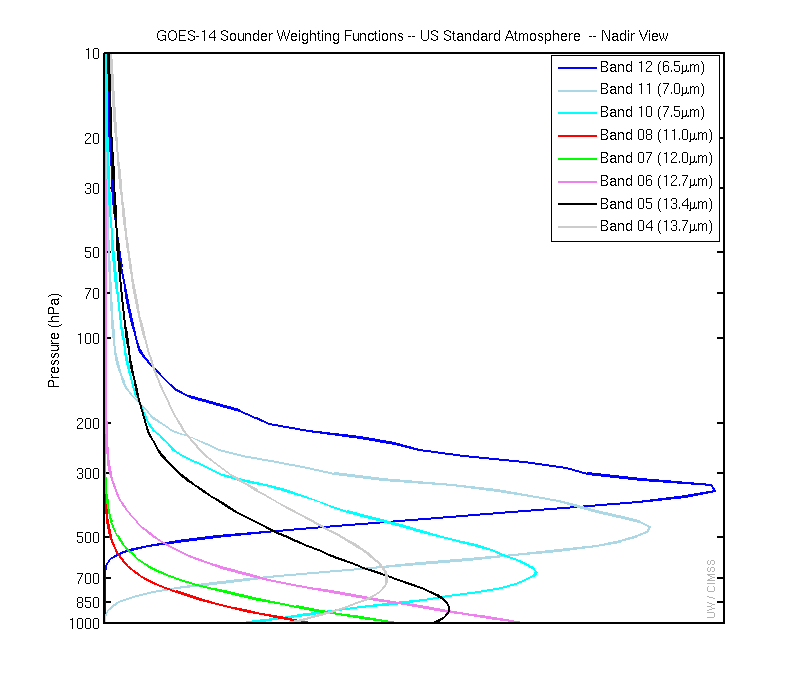 GOES-14 Sounder Weighting Functions -- US Standard Atmosphere -- Nadir View
Band 12 (6.5μm)
Band 11 (7.0μm)
Band 10 (7.5μm)
Band 08 (11.0μm)
Band 07 (12.0μm)
Band 06 (12.7μm)
Band 05 (13.4μm)
Band 04 (13.7μm)
Pressure (hPa)
10
20
30
50
70
100
200
300
500
700
850
1000
UW / CIMSS